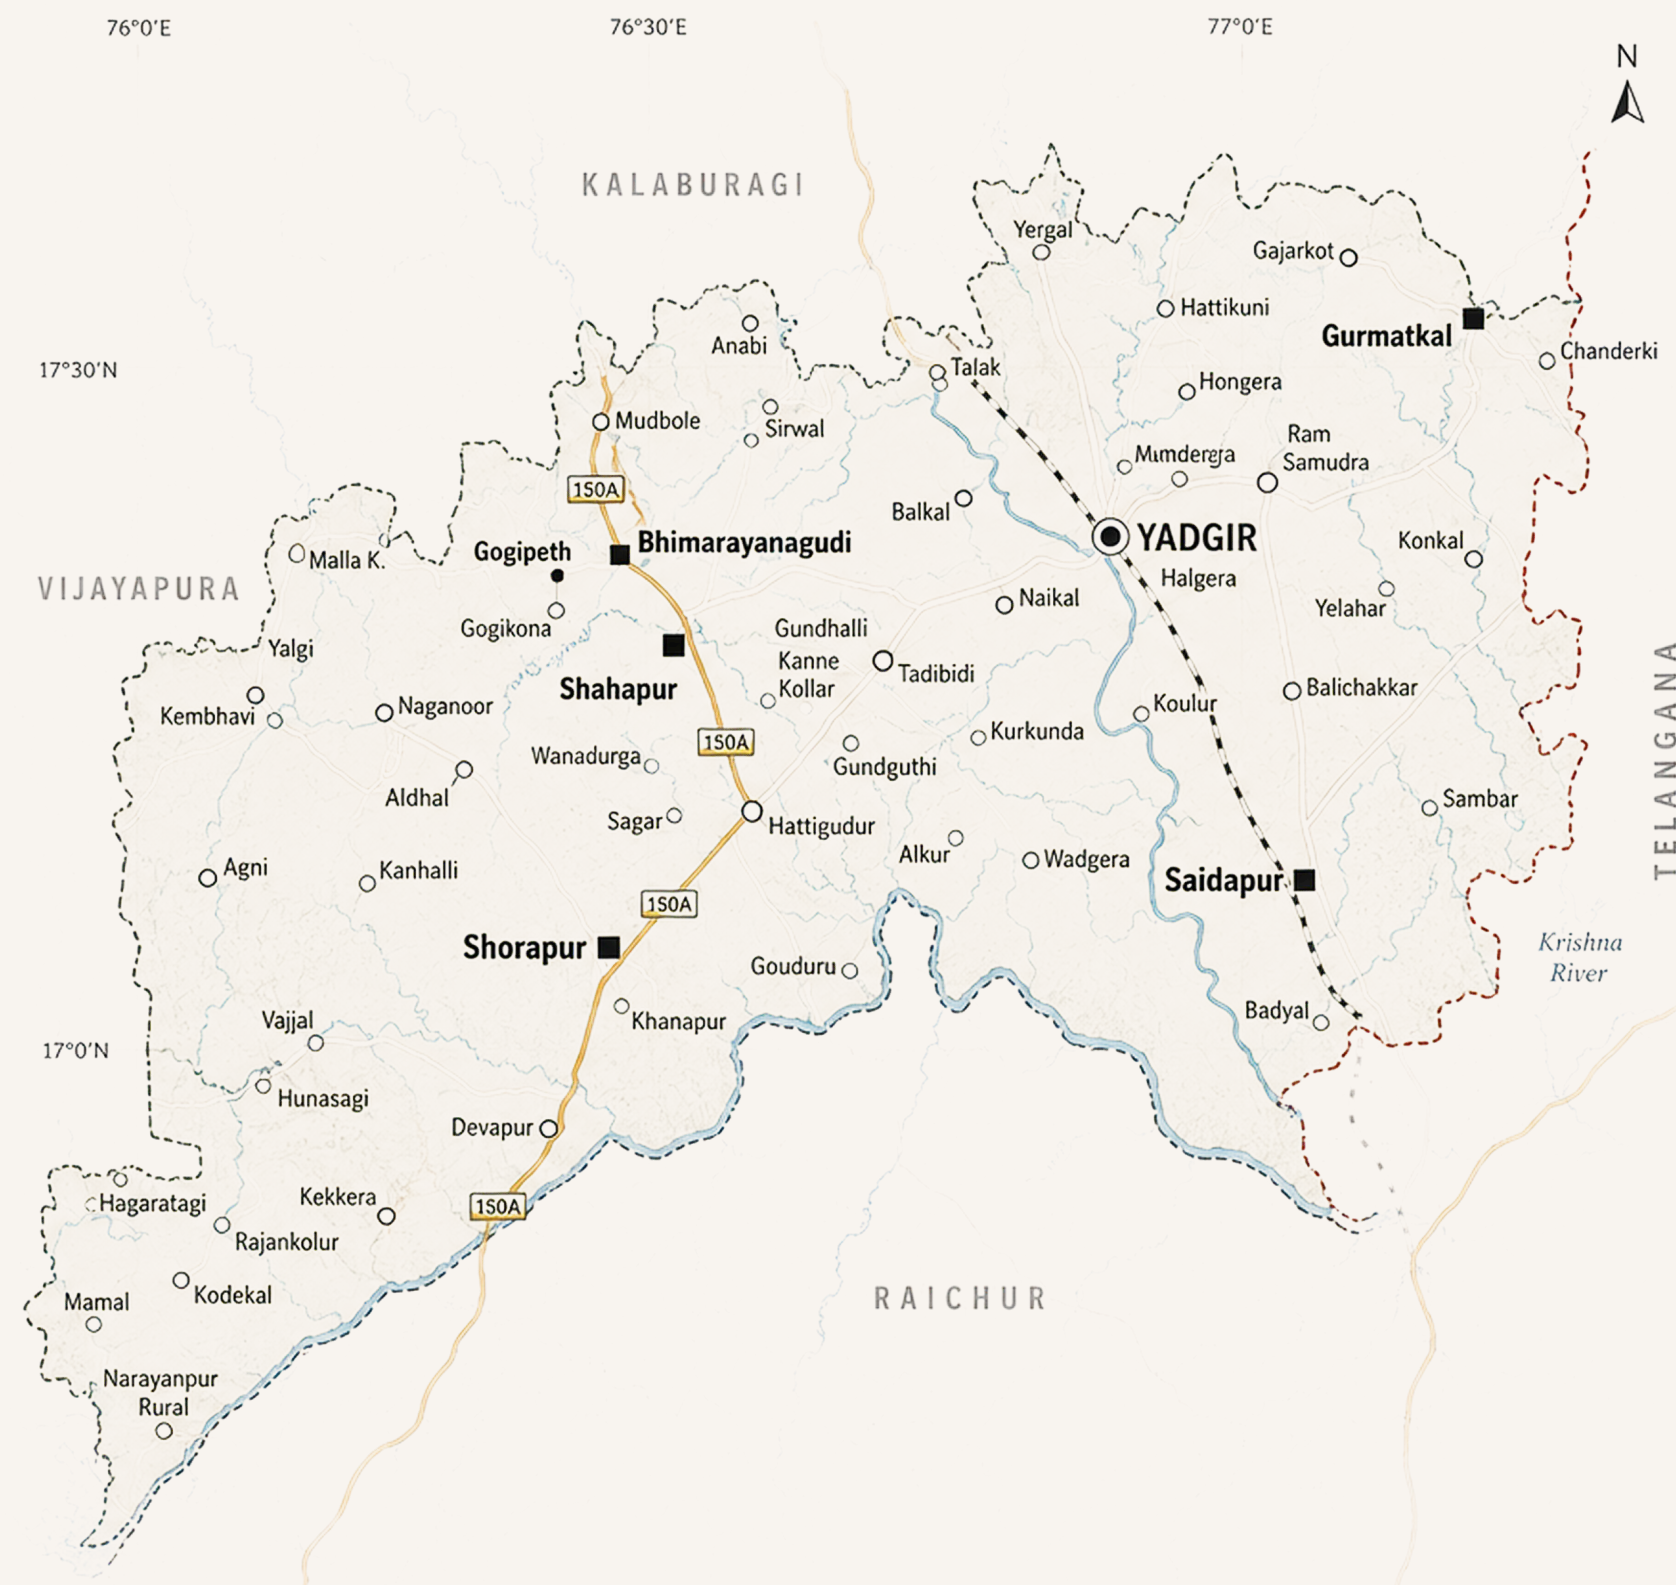 76°0'E
76°30'E
77°0'E
N
KALABURAGI
Yergal
Gajarkot
Hattikuni
Gurmatkal
Anabi
Chanderki
17°30'N
Talak
Hongera
Mudbole
Sirwal
Ram
Samudra
150A
Balkal
YADGIR
Bhimarayanagudi
Gogipeth
Konkal
Malla K.
Halgera
VIJAYAPURA
Naikal
Yelahar
Gogikona
Gundhalli
Yalgi
Kanne
Kollar
Tadibidi
Shahapur
Balichakkar
Naganoor
Koulur
Kembhavi
Kurkunda
150A
Wanadurga
Gundguthi
TELANGANA
Aldhal
Sambar
Sagar
Hattigudur
Alkur
Wadgera
Agni
Kanhalli
Saidapur
150A
Shorapur
Krishna
River
Gouduru
Badyal
Khanapur
Vajjal
17°0'N
Hunasagi
Devapur
Hagaratagi
Kekkera
150A
Rajankolur
Kodekal
RAICHUR
Mamal
Narayanpur
Rural